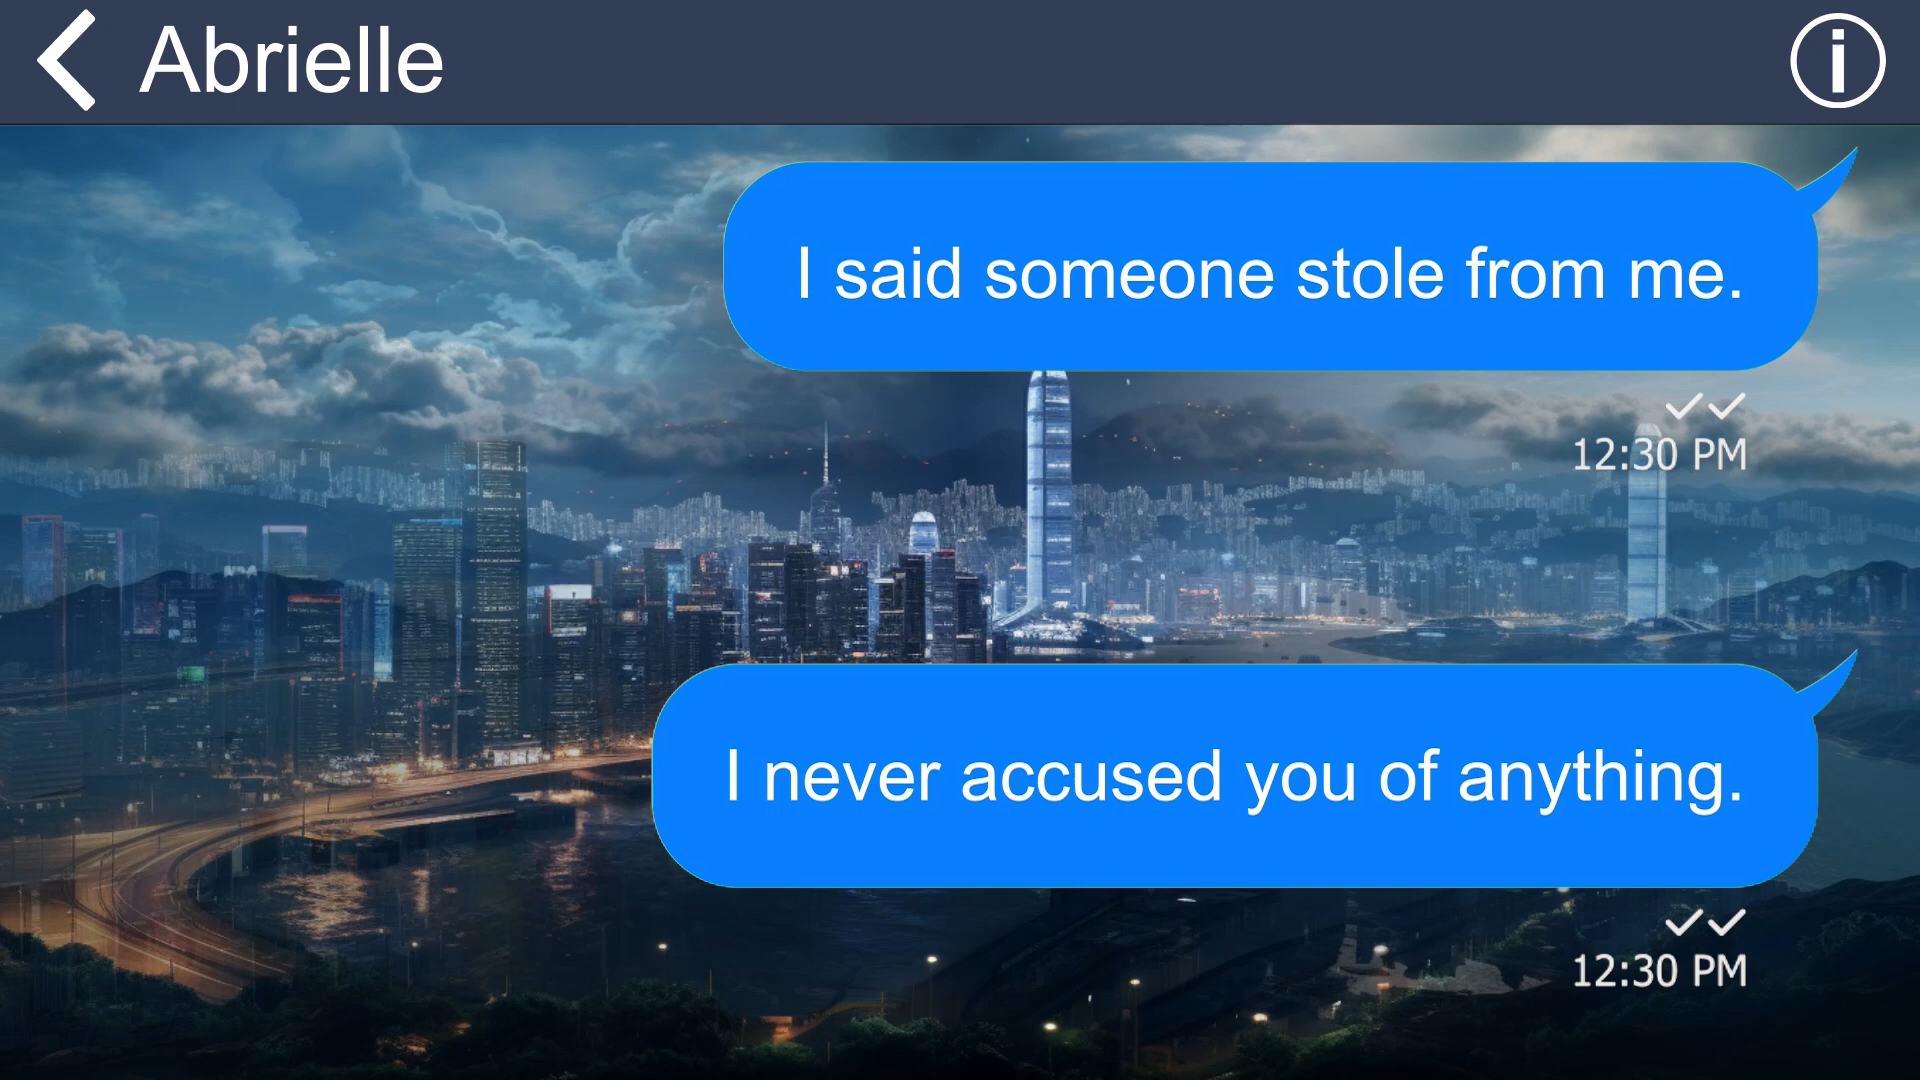 Abrielle
I said someone stole from me.
12:30 PM
I never accused you of anything.
12:30 PM